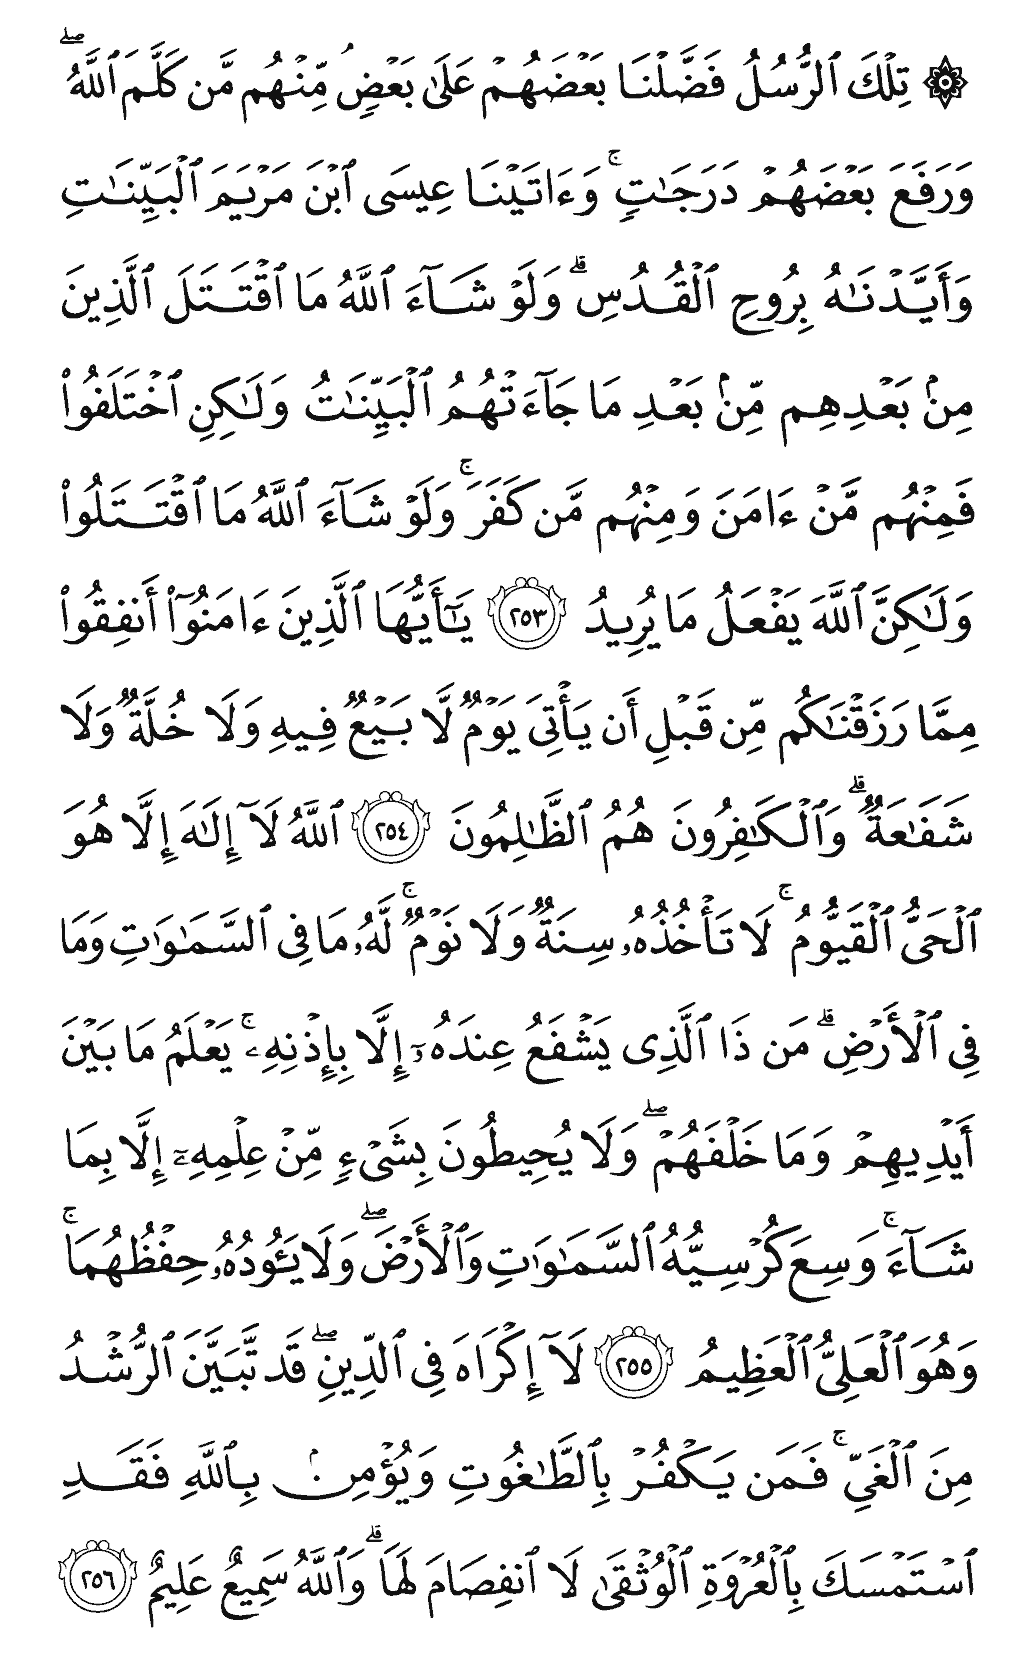 ۞ تِلۡكَ ٱلرُّسُلُ فَضَّلۡنَا بَعۡضَهُمۡ عَلَىٰ بَعۡضٖۘ مِّنۡهُم مَّن كَلَّمَ ٱللَّهُۖ
وَرَفَعَ بَعۡضَهُمۡ دَرَجَٰتٖۚ وَءَاتَيۡنَا عِيسَى ٱبۡنَ مَرۡيَمَ ٱلۡبَيِّنَٰتِ
وَأَيَّدۡنَٰهُ بِرُوحِ ٱلۡقُدُسِۗ وَلَوۡ شَآءَ ٱللَّهُ مَا ٱقۡتَتَلَ ٱلَّذِينَ
مِنۢ بَعۡدِهِم مِّنۢ بَعۡدِ مَا جَآءَتۡهُمُ ٱلۡبَيِّنَٰتُ وَلَٰكِنِ ٱخۡتَلَفُواْ
فَمِنۡهُم مَّنۡ ءَامَنَ وَمِنۡهُم مَّن كَفَرَۚ وَلَوۡ شَآءَ ٱللَّهُ مَا ٱقۡتَتَلُواْ
وَلَٰكِنَّ ٱللَّهَ يَفۡعَلُ مَا يُرِيدُ ٢٥٣ يَٰٓأَيُّهَا ٱلَّذِينَ ءَامَنُوٓاْ أَنفِقُواْ
مِمَّا رَزَقۡنَٰكُم مِّن قَبۡلِ أَن يَأۡتِيَ يَوۡمٞ لَّا بَيۡعٞ فِيهِ وَلَا خُلَّةٞ وَلَا
شَفَٰعَةٞۗ وَٱلۡكَٰفِرُونَ هُمُ ٱلظَّٰلِمُونَ ٢٥٤ ٱللَّهُ لَآ إِلَٰهَ إِلَّا هُوَ
ٱلۡحَيُّ ٱلۡقَيُّومُۚ لَا تَأۡخُذُهُۥ سِنَةٞ وَلَا نَوۡمٞۚ لَّهُۥ مَا فِي ٱلسَّمَٰوَٰتِ وَمَا
فِي ٱلۡأَرۡضِۗ مَن ذَا ٱلَّذِي يَشۡفَعُ عِندَهُۥٓ إِلَّا بِإِذۡنِهِۦۚ يَعۡلَمُ مَا بَيۡنَ
أَيۡدِيهِمۡ وَمَا خَلۡفَهُمۡۖ وَلَا يُحِيطُونَ بِشَيۡءٖ مِّنۡ عِلۡمِهِۦٓ إِلَّا بِمَا
شَآءَۚ وَسِعَ كُرۡسِيُّهُ ٱلسَّمَٰوَٰتِ وَٱلۡأَرۡضَۖ وَلَا يَـُٔودُهُۥ حِفۡظُهُمَاۚ
وَهُوَ ٱلۡعَلِيُّ ٱلۡعَظِيمُ ٢٥٥ لَآ إِكۡرَاهَ فِي ٱلدِّينِۖ قَد تَّبَيَّنَ ٱلرُّشۡدُ
مِنَ ٱلۡغَيِّۚ فَمَن يَكۡفُرۡ بِٱلطَّٰغُوتِ وَيُؤۡمِنۢ بِٱللَّهِ فَقَدِ
ٱسۡتَمۡسَكَ بِٱلۡعُرۡوَةِ ٱلۡوُثۡقَىٰ لَا ٱنفِصَامَ لَهَاۗ وَٱللَّهُ سَمِيعٌ عَلِيمٌ ٢٥٦